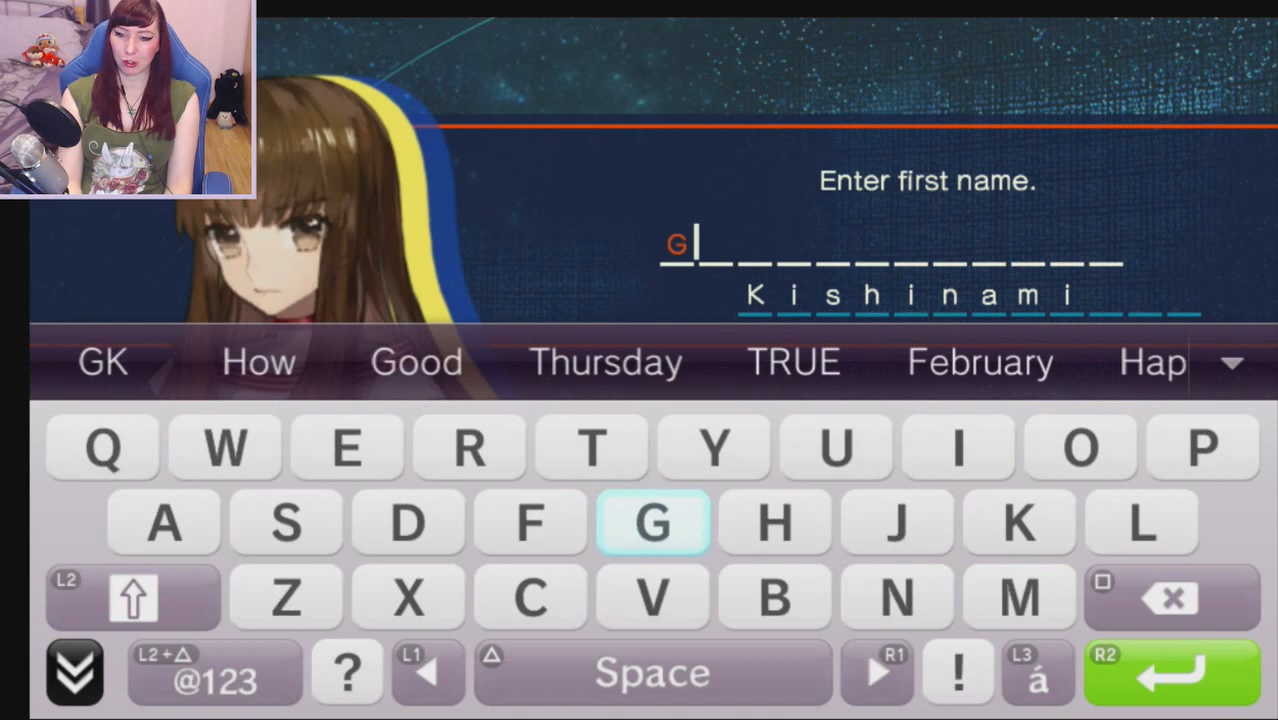 Enter first name.
G
Kishinami
GK How Good Thursday TRUE February Hap
Q W E R T Y U I O P
A S D F G H J K L
L2 Z X C V B N M
L2+△ @123 ? L1 △ Space R1 ! L3 á R2